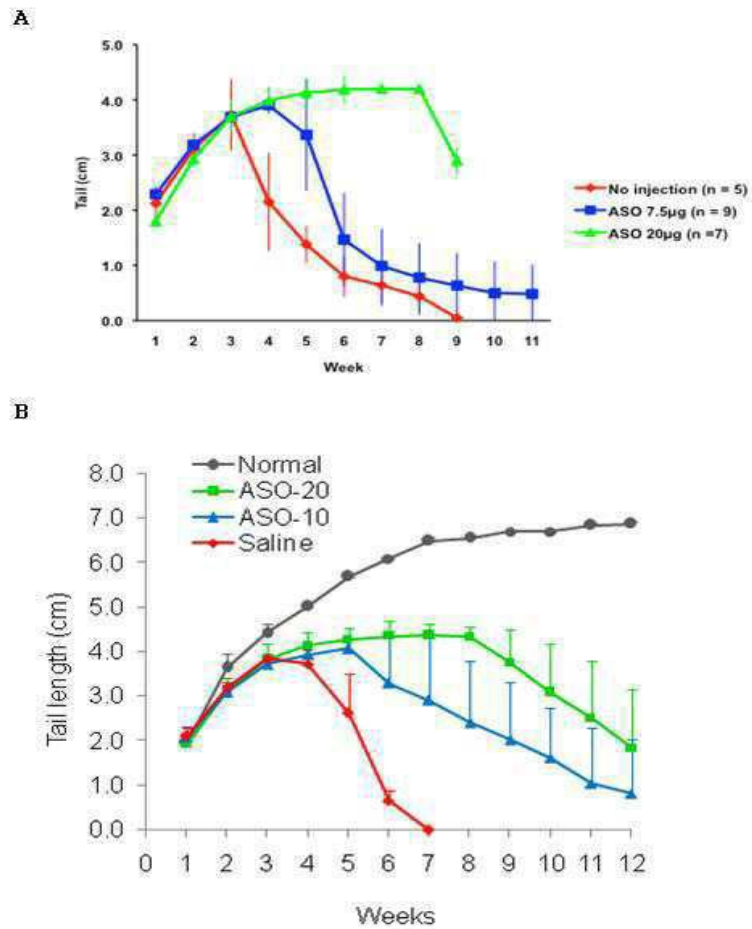 A
5.0
4.0
3.0
2.0
1.0
0.0
Tail (cm)
1 2 3 4 5 6 7 8 9 10 11
Week
No injection (n = 5)
ASO 7.5µg (n = 9)
ASO 20µg (n =7)
B
8.0
7.0
6.0
5.0
4.0
3.0
2.0
1.0
0.0
Tail length (cm)
Normal
ASO-20
ASO-10
Saline
0 1 2 3 4 5 6 7 8 9 10 11 12
Weeks